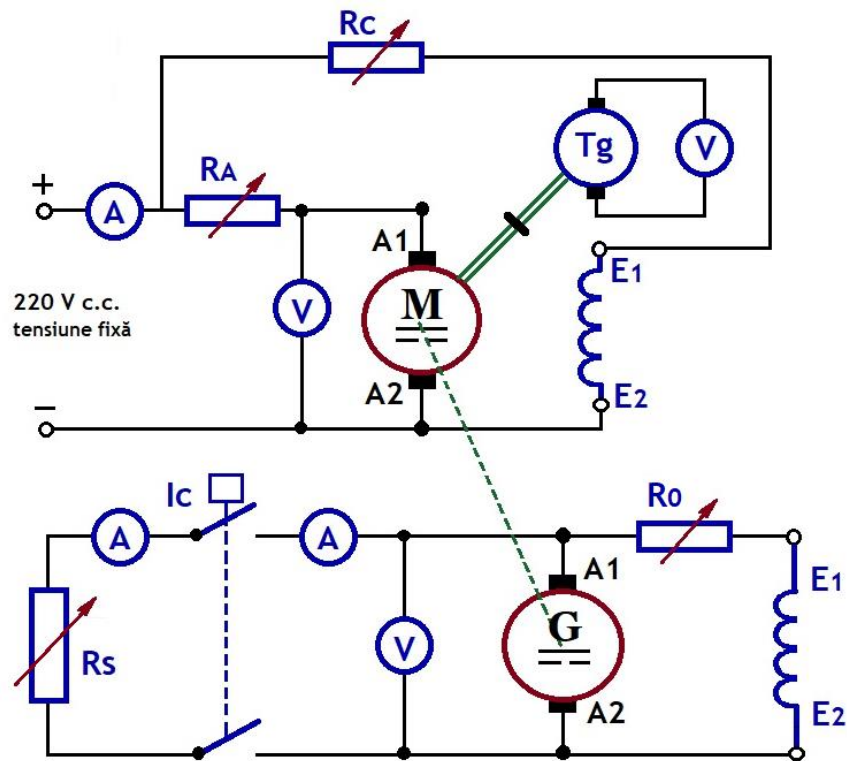 Rc
Tg
V
RA
+
A
A1
M
V
E1
220 V c.c.
tensiune fixă
A2
E2
−
Ic
R0
A
A
A1
E1
G
V
Rs
A2
E2